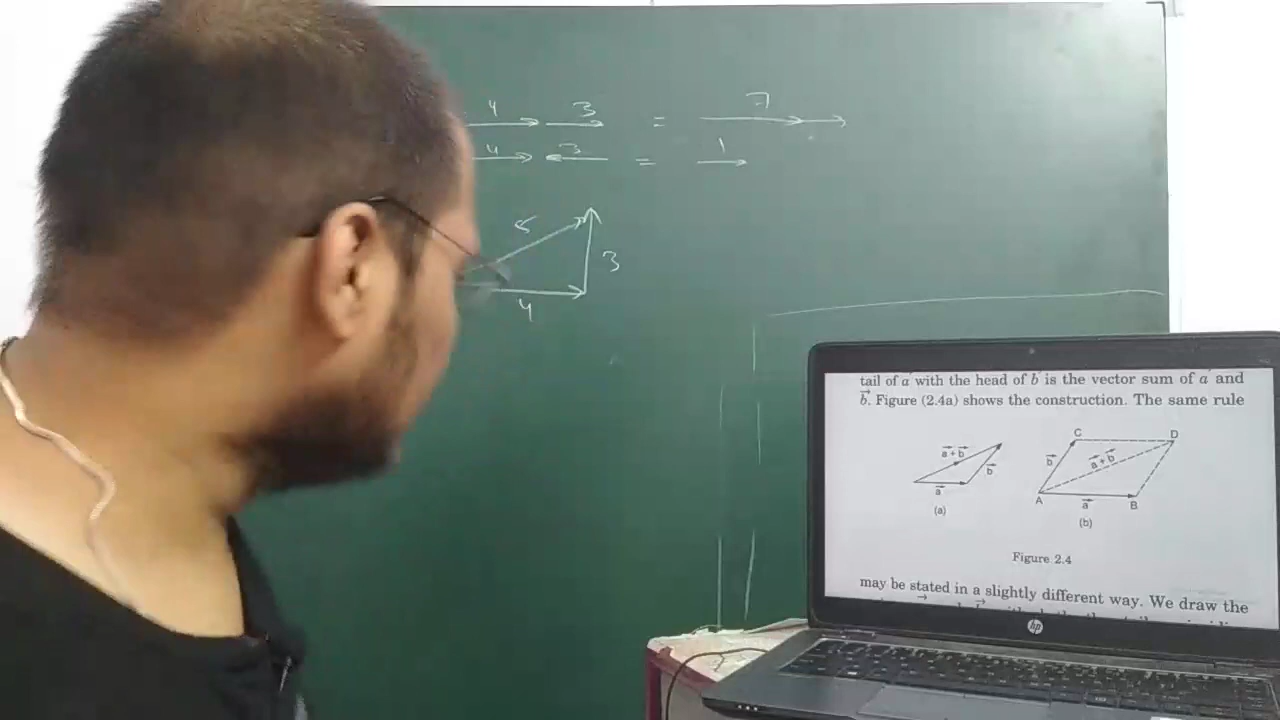 4 3 = 7
4 3 = 1
5
3
4
tail of a⃗ with the head of b⃗ is the vector sum of a⃗ and
b⃗. Figure (2.4a) shows the construction. The same rule
a⃗ + b⃗
b⃗
a⃗
(a)
C D
b⃗ a⃗ + b⃗
A a⃗ B
(b)
Figure 2.4
may be stated in a slightly different way. We draw the
hp